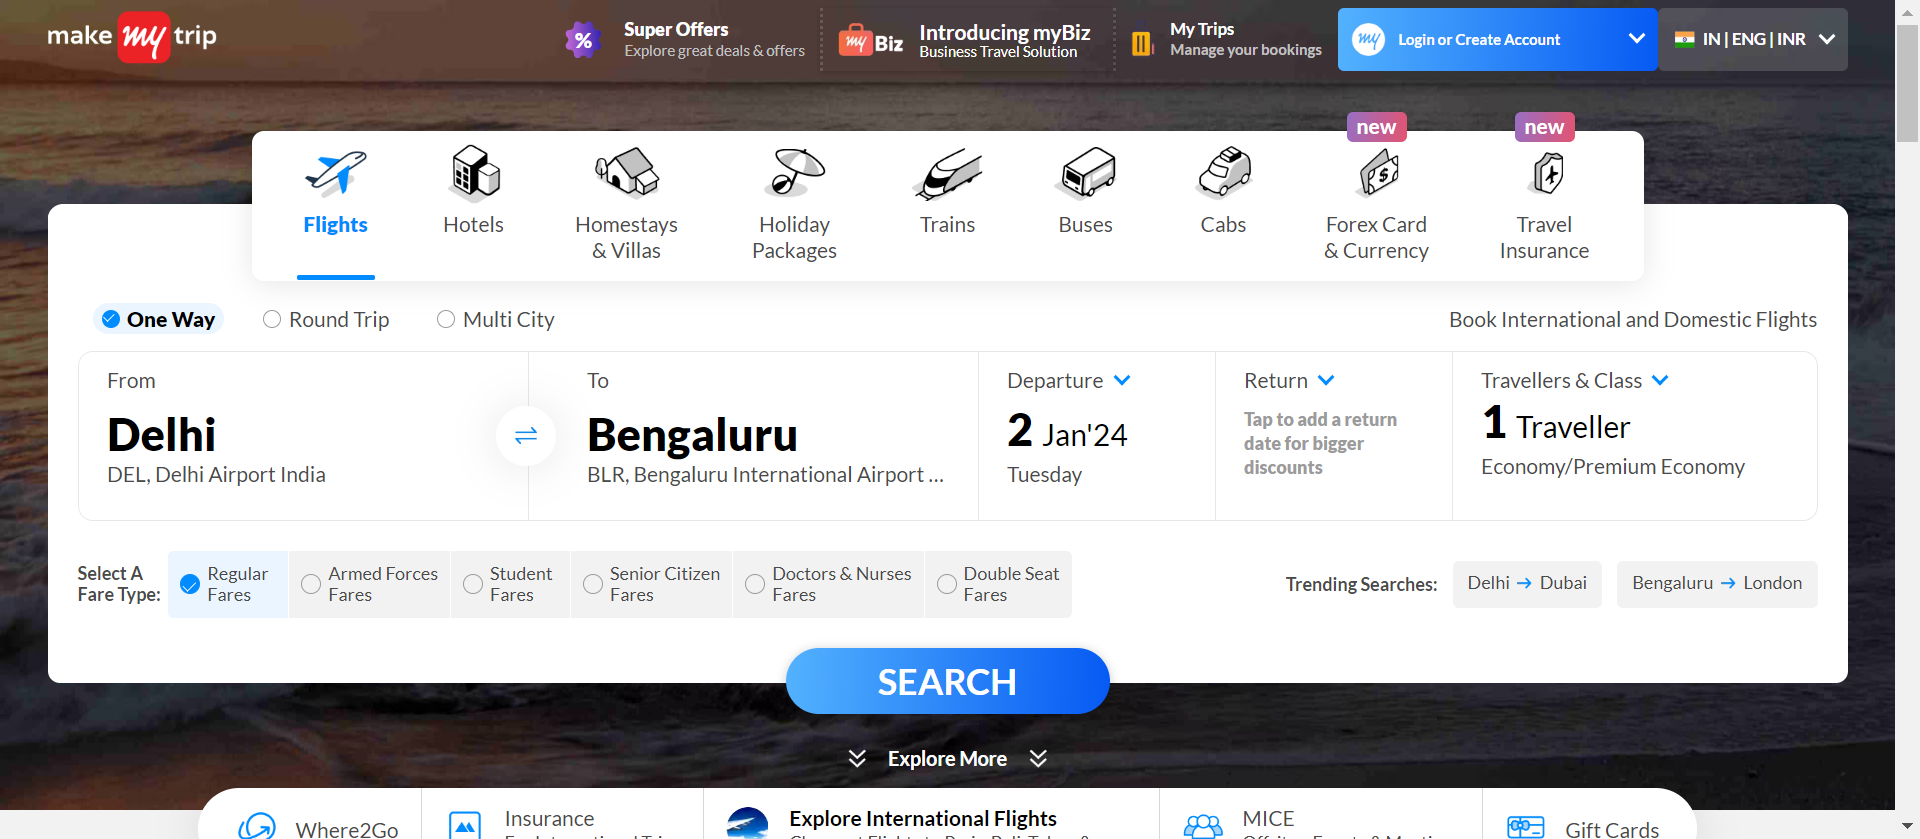 make my trip
%
Super Offers
Explore great deals & offers
my Biz
Introducing myBiz
Business Travel Solution
My Trips
Manage your bookings
my
Login or Create Account
IN | ENG | INR
new
new
Flights
Hotels
Homestays
& Villas
Holiday
Packages
Trains
Buses
Cabs
Forex Card
& Currency
Travel
Insurance
One Way
Round Trip
Multi City
Book International and Domestic Flights
From
Delhi
DEL, Delhi Airport India
To
Bengaluru
BLR, Bengaluru International Airport ...
Departure
2 Jan'24
Tuesday
Return
Tap to add a return
date for bigger
discounts
Travellers & Class
1 Traveller
Economy/Premium Economy
Select A
Fare Type:
Regular
Fares
Armed Forces
Fares
Student
Fares
Senior Citizen
Fares
Doctors & Nurses
Fares
Double Seat
Fares
Trending Searches:
Delhi → Dubai
Bengaluru → London
SEARCH
Explore More
Where2Go
Insurance
Explore International Flights
MICE
Gift Cards